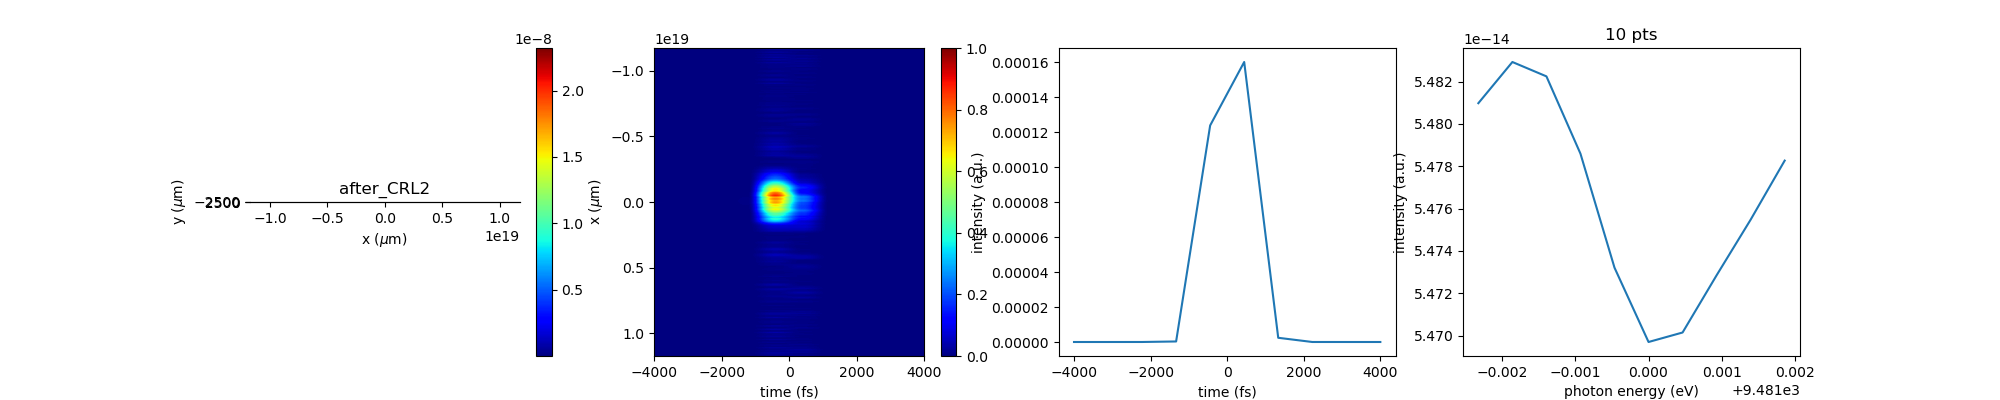 after_CRL2
y (μm)
−2500
−1.0 −0.5 0.0 0.5 1.0
1e19
x (μm)
1e−8
2.0
1.5
1.0
0.5
1e19
x (μm)
−1.0
−0.5
0.0
0.5
1.0
−4000 −2000 0 2000 4000
time (fs)
1.0
0.8
0.6
0.4
0.2
0.0
intensity (a.u.)
0.00016
0.00014
0.00012
0.00010
0.00008
0.00006
0.00004
0.00002
0.00000
−4000 −2000 0 2000 4000
time (fs)
10 pts
1e−14
intensity (a.u.)
5.482
5.480
5.478
5.476
5.474
5.472
5.470
−0.002 −0.001 0.000 0.001 0.002
photon energy (eV)
+9.481e3